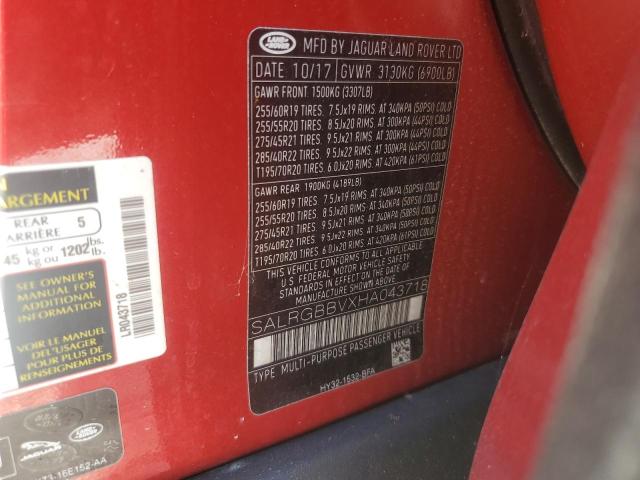 LAND ROVER
MFD BY JAGUAR LAND ROVER LTD
DATE 10/17 GVWR 3130KG (6900LB)
GAWR FRONT 1500KG (3307LB)
255/60R19 TIRES. 7.5Jx19 RIMS. AT 340KPA (50PSI) COLD
255/55R20 TIRES. 8.5Jx20 RIMS. AT 300KPA (44PSI) COLD
275/45R21 TIRES. 9.5Jx21 RIMS. AT 300KPA (44PSI) COLD
285/40R22 TIRES. 9.5Jx22 RIMS. AT 300KPA (44PSI) COLD
T195/70R20 TIRES. 6.0Jx20 RIMS. AT 420KPA (61PSI) COLD
GAWR REAR 1900KG (4189LB)
255/60R19 TIRES 7.5Jx19 RIMS. AT 340KPA (50PSI) COLD
255/55R20 TIRES 8.5Jx20 RIMS. AT 340KPA (50PSI) COLD
275/45R21 TIRES 9.5Jx21 RIMS. AT 340KPA (50PSI) COLD
285/40R22 TIRES 9.5Jx22 RIMS. AT 340KPA (50PSI) COLD
T195/70R20 TIRES 6.0Jx20 RIMS. AT 420KPA (61PSI) COLD
THIS VEHICLE CONFORMS TO ALL APPLICABLE
U S FEDERAL MOTOR VEHICLE SAFETY
STANDARDS IN EFFECT ON THE DATE OF
MANUFACTURE SHOWN ABOVE
SALRGBBVXHA043718
TYPE MULTI-PURPOSE PASSENGER VEHICLE
HY32-1532-BFA
ARGEMENT
REAR 5
ARRIÈRE
45 kg or 1202 lbs.
kg ou lb.
SEE OWNER'S
MANUAL FOR
ADDITIONAL
INFORMATION
VOIR LE MANUEL
DE L'USAGER
POUR PLUS DE
RENSEIGNEMENTS
LR043718
JAGUAR
LAND ROVER
16E152-AA